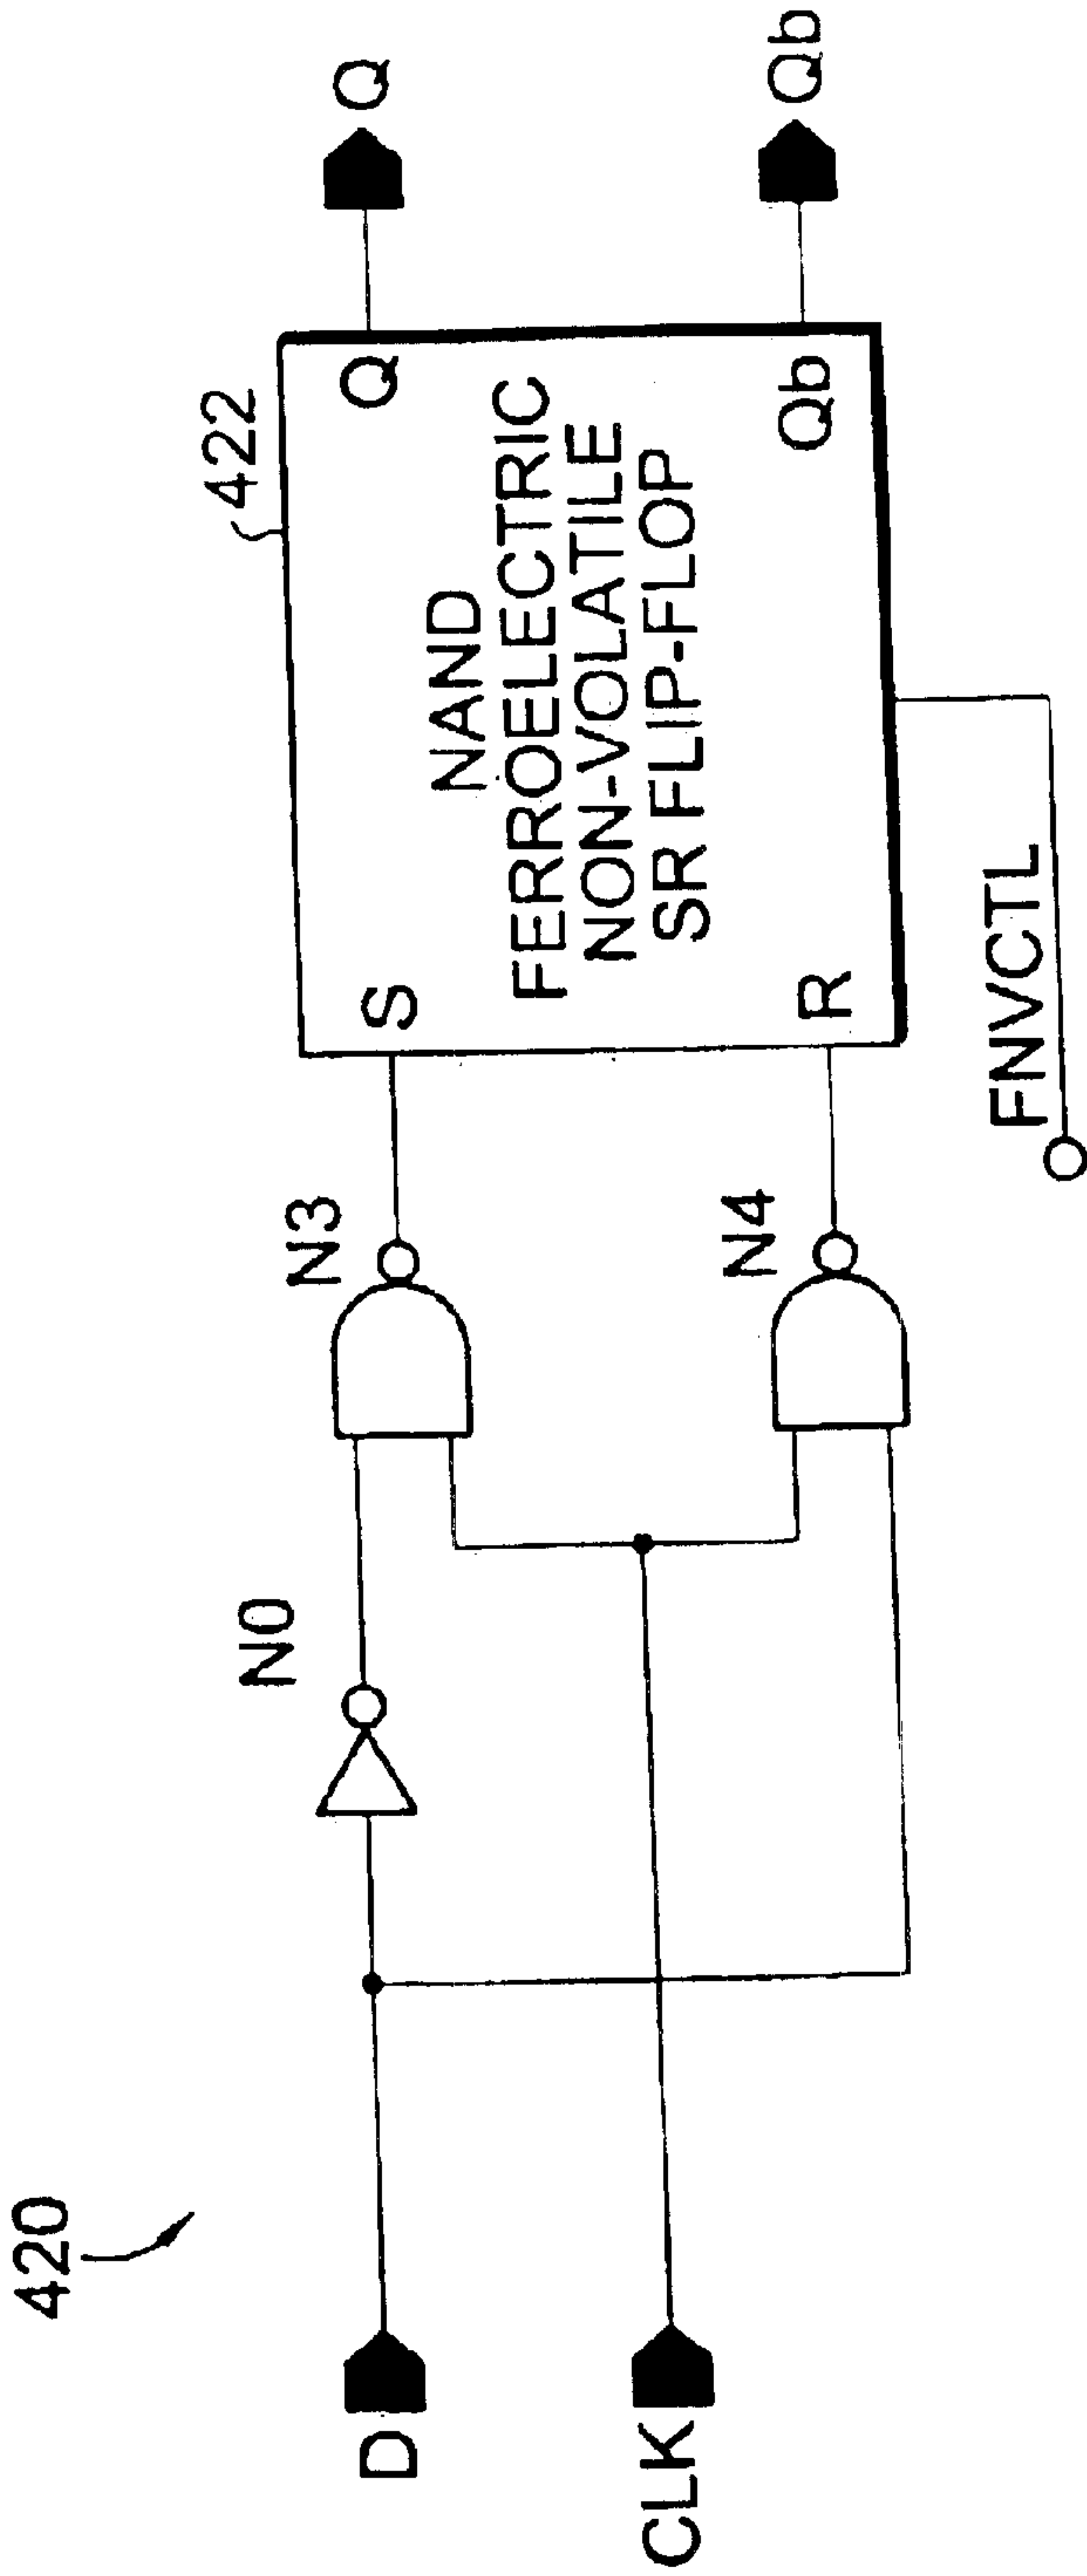 420
422
D
CLK
N0
N3
N4
S
R
NAND
FERROELECTRIC
NON-VOLATILE
SR FLIP-FLOP
Q
Qb
Q
Qb
FNVCTL